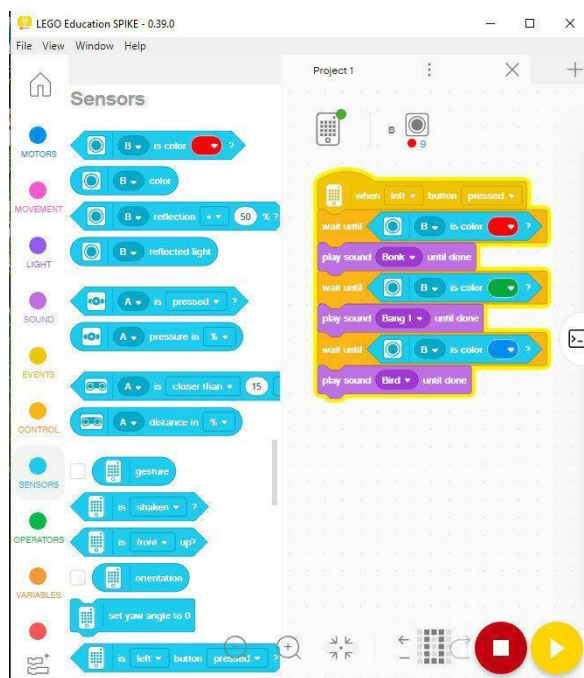 LEGO Education SPIKE - 0.39.0
File View Window Help
Project 1
Sensors
MOTORS
MOVEMENT
LIGHT
SOUND
EVENTS
CONTROL
SENSORS
OPERATORS
VARIABLES
B is color ?
B color
B reflection < 50 % ?
B reflected light
A is pressed ?
A pressure in %
A is closer than 15
A distance in %
gesture
is shaken ?
is front up?
orientation
set yaw angle to 0
is left button pressed ?
B
9
when left button pressed
wait until B is color ?
play sound Bonk until done
wait until B is color ?
play sound Bang 1 until done
wait until B is color ?
play sound Bird until done